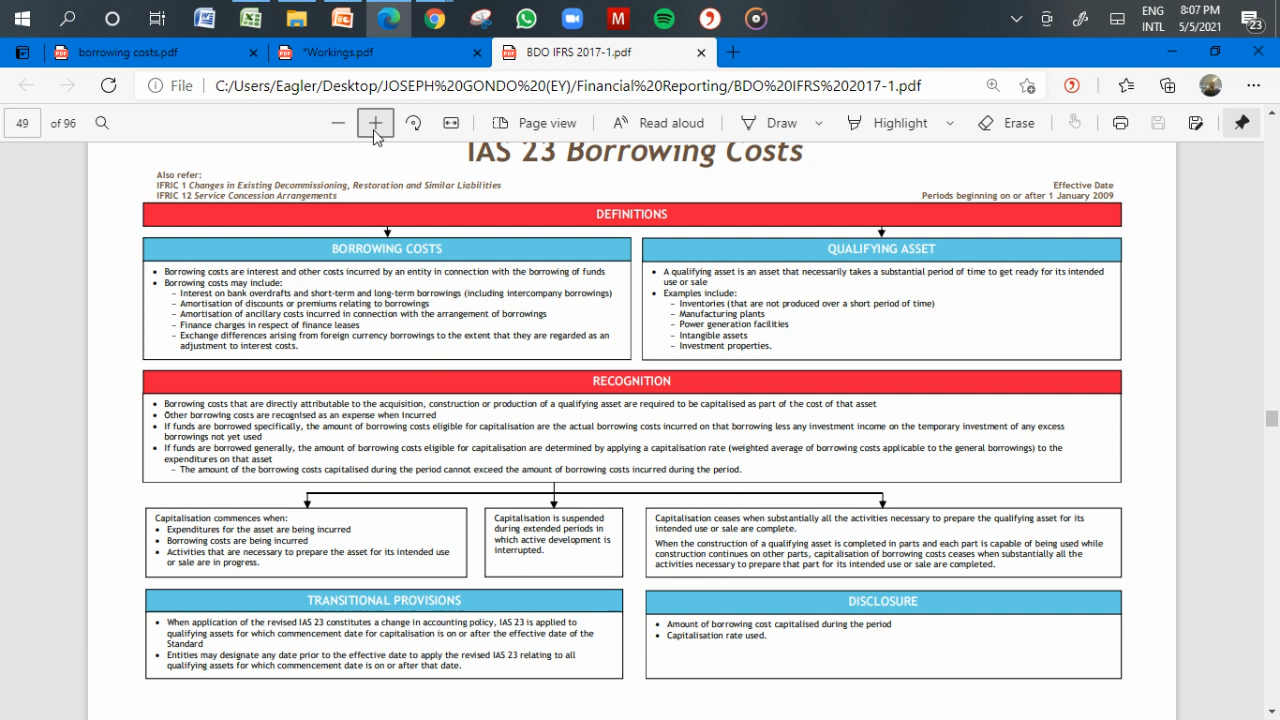 ENG
INTL
8:07 PM
5/5/2021
23
borrowing costs.pdf
*Workings.pdf
BDO IFRS 2017-1.pdf
File
C:/Users/Eagler/Desktop/JOSEPH%20GONDO%20(EY)/Financial%20Reporting/BDO%20IFRS%202017-1.pdf
49 of 96
Page view
Read aloud
Draw
Highlight
Erase
IAS 23 Borrowing Costs
Also refer:
IFRIC 1 Changes in Existing Decommissioning, Restoration and Similar Liabilities
IFRIC 12 Service Concession Arrangements
Effective Date
Periods beginning on or after 1 January 2009
DEFINITIONS
BORROWING COSTS
• Borrowing costs are interest and other costs incurred by an entity in connection with the borrowing of funds
• Borrowing costs may include:
– Interest on bank overdrafts and short-term and long-term borrowings (including intercompany borrowings)
– Amortisation of discounts or premiums relating to borrowings
– Amortisation of ancillary costs incurred in connection with the arrangement of borrowings
– Finance charges in respect of finance leases
– Exchange differences arising from foreign currency borrowings to the extent that they are regarded as an
adjustment to interest costs.
QUALIFYING ASSET
• A qualifying asset is an asset that necessarily takes a substantial period of time to get ready for its intended
use or sale
• Examples include:
– Inventories (that are not produced over a short period of time)
– Manufacturing plants
– Power generation facilities
– Intangible assets
– Investment properties.
RECOGNITION
• Borrowing costs that are directly attributable to the acquisition, construction or production of a qualifying asset are required to be capitalised as part of the cost of that asset
• Other borrowing costs are recognised as an expense when incurred
• If funds are borrowed specifically, the amount of borrowing costs eligible for capitalisation are the actual borrowing costs incurred on that borrowing less any investment income on the temporary investment of any excess
borrowings not yet used
• If funds are borrowed generally, the amount of borrowing costs eligible for capitalisation are determined by applying a capitalisation rate (weighted average of borrowing costs applicable to the general borrowings) to the
expenditures on that asset
– The amount of the borrowing costs capitalised during the period cannot exceed the amount of borrowing costs incurred during the period.
Capitalisation commences when:
• Expenditures for the asset are being incurred
• Borrowing costs are being incurred
• Activities that are necessary to prepare the asset for its intended use
or sale are in progress.
Capitalisation is suspended
during extended periods in
which active development is
interrupted.
Capitalisation ceases when substantially all the activities necessary to prepare the qualifying asset for its
intended use or sale are complete.
When the construction of a qualifying asset is completed in parts and each part is capable of being used while
construction continues on other parts, capitalisation of borrowing costs ceases when substantially all the
activities necessary to prepare that part for its intended use or sale are completed.
TRANSITIONAL PROVISIONS
• When application of the revised IAS 23 constitutes a change in accounting policy, IAS 23 is applied to
qualifying assets for which commencement date for capitalisation is on or after the effective date of the
Standard
• Entities may designate any date prior to the effective date to apply the revised IAS 23 relating to all
qualifying assets for which commencement date is on or after that date.
DISCLOSURE
• Amount of borrowing cost capitalised during the period
• Capitalisation rate used.